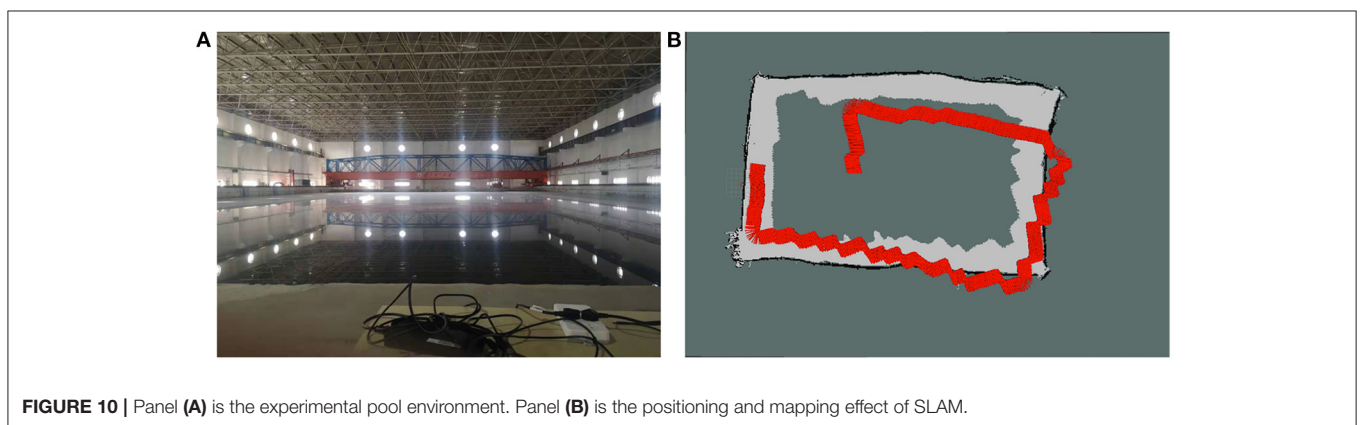 A
B
FIGURE 10 | Panel (A) is the experimental pool environment. Panel (B) is the positioning and mapping effect of SLAM.